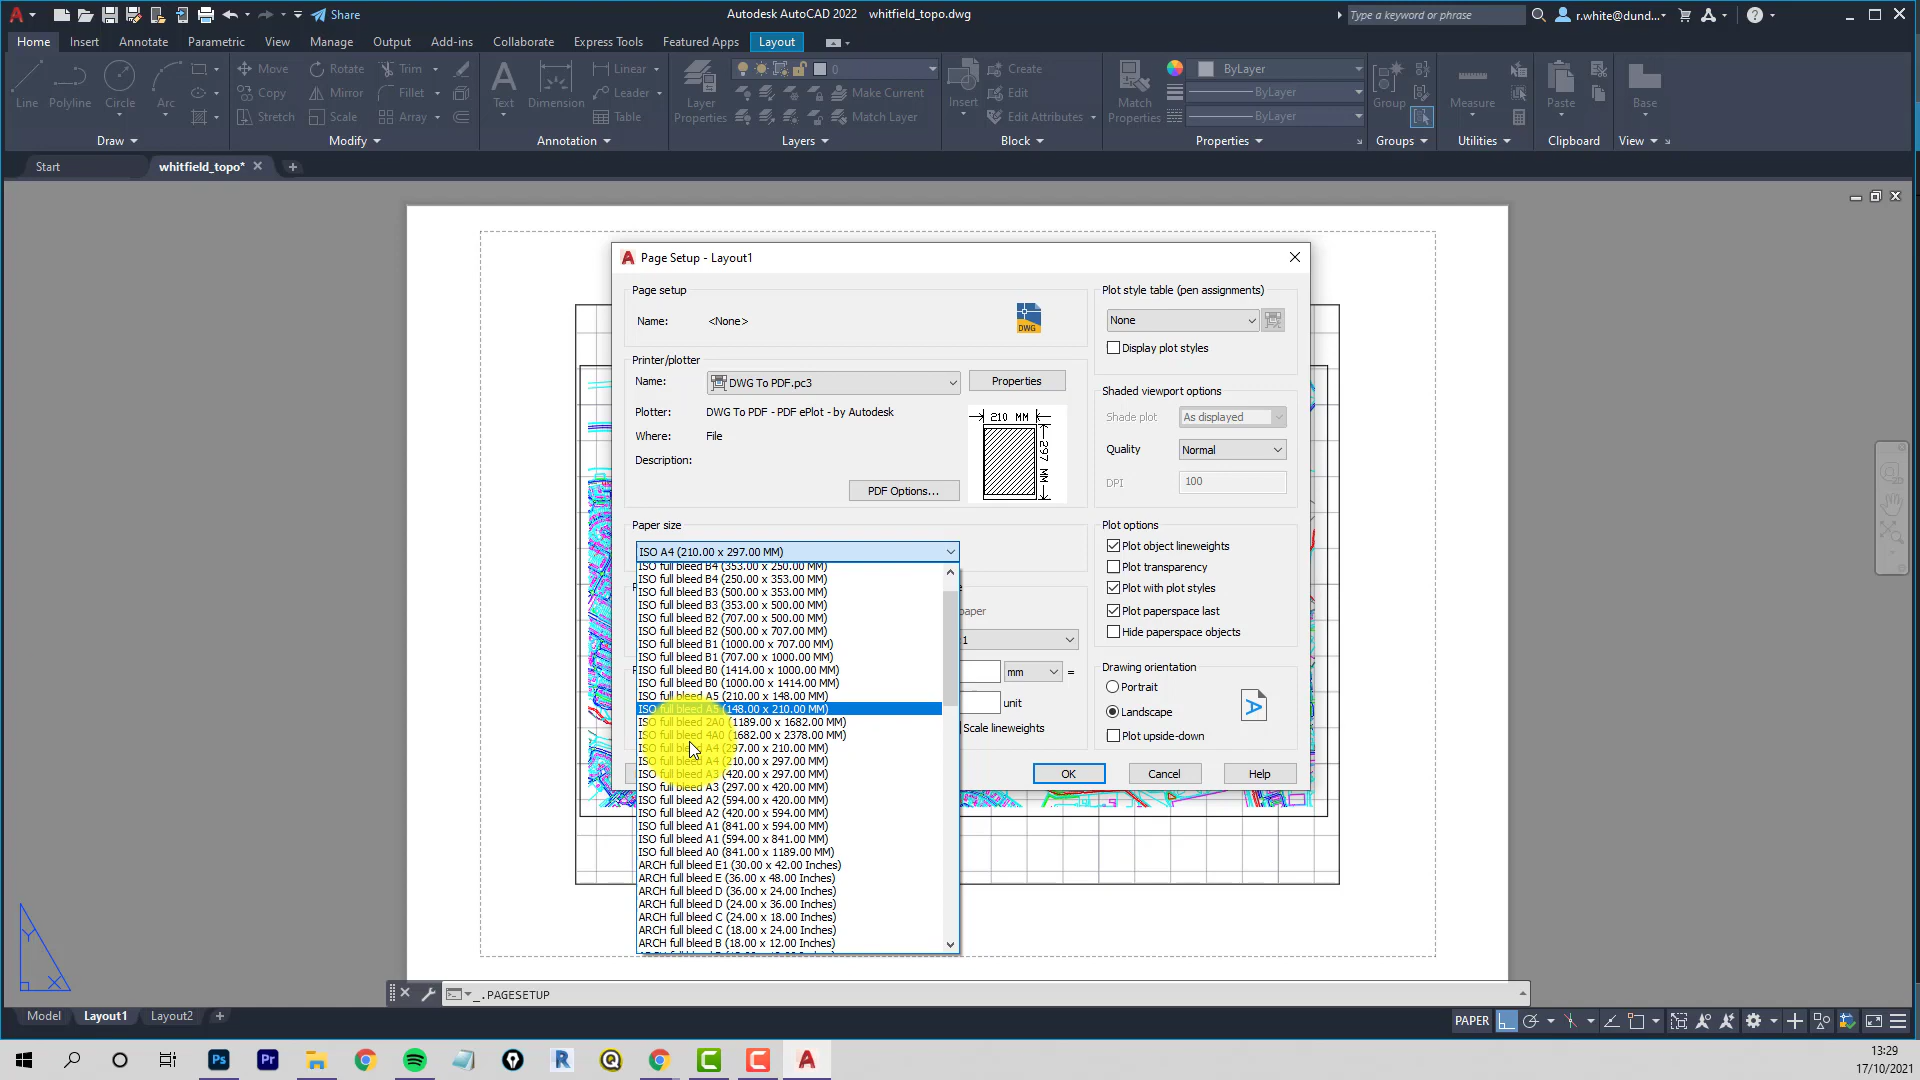 Share
Autodesk AutoCAD 2022 whitfield_topo.dwg
Type a keyword or phrase
r.white@dund...
Home Insert Annotate Parametric View Manage Output Add-ins Collaborate Express Tools Featured Apps Layout
Line Polyline Circle Arc
Move Rotate Trim
Copy Mirror Fillet
Stretch Scale Array
Text Dimension
Linear
Leader
Table
Layer
Properties
0
Make Current
Match Layer
Insert
Create
Edit
Edit Attributes
Match
Properties
ByLayer
ByLayer
ByLayer
Group Measure Paste Base
Draw Modify Annotation Layers Block Properties Groups Utilities Clipboard View
Start whitfield_topo*
Page Setup - Layout1
Page setup
Name: <None>
DWG
Printer/plotter
Name: DWG To PDF.pc3 Properties
Plotter: DWG To PDF - PDF ePlot - by Autodesk
Where: File
Description:
210 MM
297 MM
PDF Options...
Paper size
ISO A4 (210.00 x 297.00 MM)
ISO full bleed B4 (353.00 x 250.00 MM)
ISO full bleed B4 (250.00 x 353.00 MM)
ISO full bleed B3 (500.00 x 353.00 MM)
ISO full bleed B3 (353.00 x 500.00 MM)
ISO full bleed B2 (707.00 x 500.00 MM)
ISO full bleed B2 (500.00 x 707.00 MM)
ISO full bleed B1 (1000.00 x 707.00 MM)
ISO full bleed B1 (707.00 x 1000.00 MM)
ISO full bleed B0 (1414.00 x 1000.00 MM)
ISO full bleed B0 (1000.00 x 1414.00 MM)
ISO full bleed A5 (210.00 x 148.00 MM)
ISO full bleed A5 (148.00 x 210.00 MM)
ISO full bleed 2A0 (1189.00 x 1682.00 MM)
ISO full bleed 4A0 (1682.00 x 2378.00 MM)
ISO full bleed A4 (297.00 x 210.00 MM)
ISO full bleed A4 (210.00 x 297.00 MM)
ISO full bleed A3 (420.00 x 297.00 MM)
ISO full bleed A3 (297.00 x 420.00 MM)
ISO full bleed A2 (594.00 x 420.00 MM)
ISO full bleed A2 (420.00 x 594.00 MM)
ISO full bleed A1 (841.00 x 594.00 MM)
ISO full bleed A1 (594.00 x 841.00 MM)
ISO full bleed A0 (841.00 x 1189.00 MM)
ARCH full bleed E1 (30.00 x 42.00 Inches)
ARCH full bleed E (36.00 x 48.00 Inches)
ARCH full bleed D (36.00 x 24.00 Inches)
ARCH full bleed D (24.00 x 36.00 Inches)
ARCH full bleed C (24.00 x 18.00 Inches)
ARCH full bleed C (18.00 x 24.00 Inches)
ARCH full bleed B (18.00 x 12.00 Inches)
paper
1
mm =
unit
Scale lineweights
Plot style table (pen assignments)
None
Display plot styles
Shaded viewport options
Shade plot As displayed
Quality Normal
DPI 100
Plot options
Plot object lineweights
Plot transparency
Plot with plot styles
Plot paperspace last
Hide paperspace objects
Drawing orientation
Portrait
Landscape
Plot upside-down
A
OK Cancel Help
Y
X
_.PAGESETUP
Model Layout1 Layout2
PAPER
Ps Pr R
13:29
17/10/2021